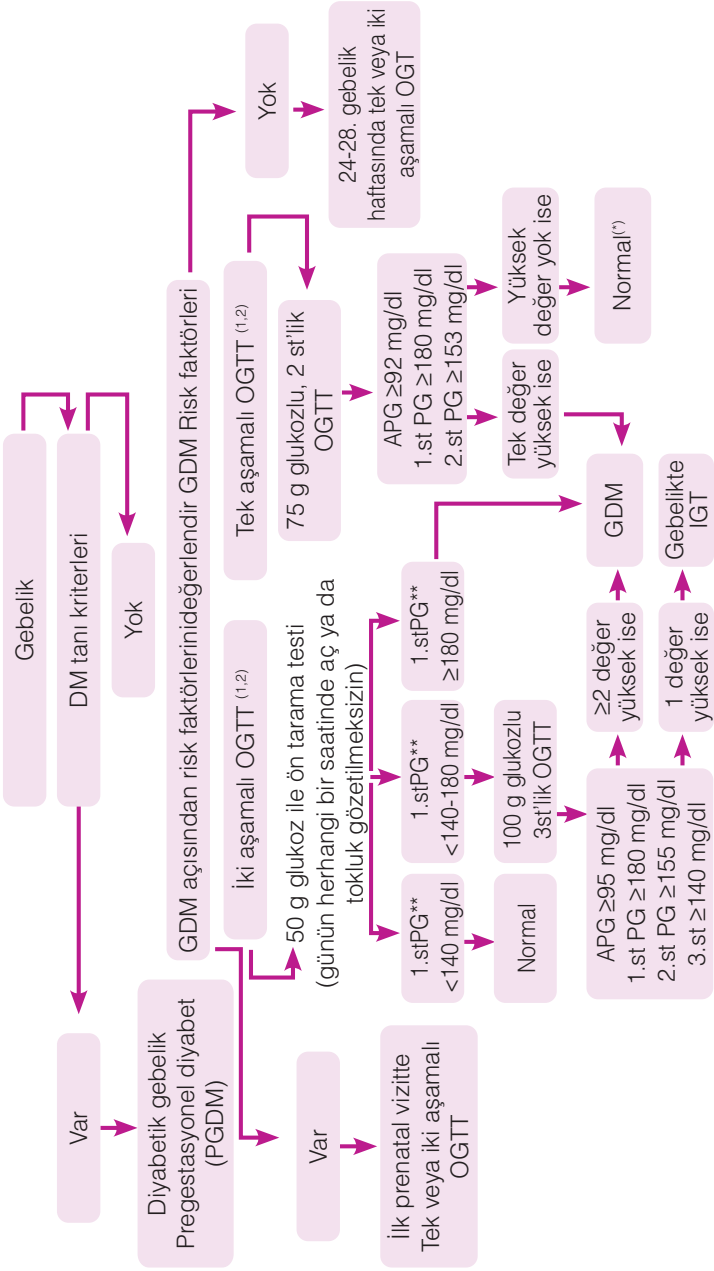 Gebelik
DM tanı kriterleri
Var
Yok
Diyabetik gebelik
Pregestasyonel diyabet
(PGDM)
GDM açısından risk faktörlerinideğerlendir GDM Risk faktörleri
Var
Yok
İlk prenatal vizitte
Tek veya iki aşamalı
OGTT
24-28. gebelik
haftasında tek veya iki
aşamalı OGT
İki aşamalı OGTT (1,2)
Tek aşamalı OGTT (1,2)
50 g glukoz ile ön tarama testi
(günün herhangi bir saatinde aç ya da
tokluk gözetilmeksizin)
75 g glukozlu, 2 st'lik
OGTT
1.stPG**
<140 mg/dl
1.stPG**
<140-180 mg/dl
1.stPG**
≥180 mg/dl
APG ≥92 mg/dl
1.st PG ≥180 mg/dl
2.st PG ≥153 mg/dl
Normal
100 g glukozlu
3st'lik OGTT
Tek değer
yüksek ise
Yüksek
değer yok ise
APG ≥95 mg/dl
1.st PG ≥180 mg/dl
2.st PG ≥155 mg/dl
3.st ≥140 mg/dl
≥2 değer
yüksek ise
1 değer
yüksek ise
GDM
Gebelikte
IGT
Normal(*)